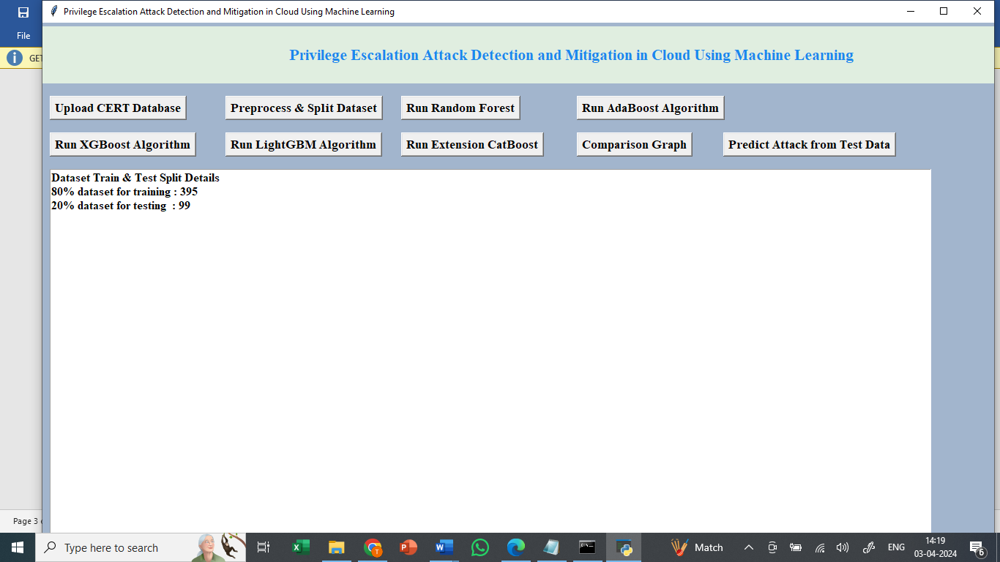 Privilege Escalation Attack Detection and Mitigation in Cloud Using Machine Learning
File
GET
Privilege Escalation Attack Detection and Mitigation in Cloud Using Machine Learning
Upload CERT Database Preprocess & Split Dataset Run Random Forest Run AdaBoost Algorithm
Run XGBoost Algorithm Run LightGBM Algorithm Run Extension CatBoost Comparison Graph Predict Attack from Test Data
Dataset Train & Test Split Details
80% dataset for training : 395
20% dataset for testing  : 99
Page 3
Type here to search Match ENG 14:19
03-04-2024 6